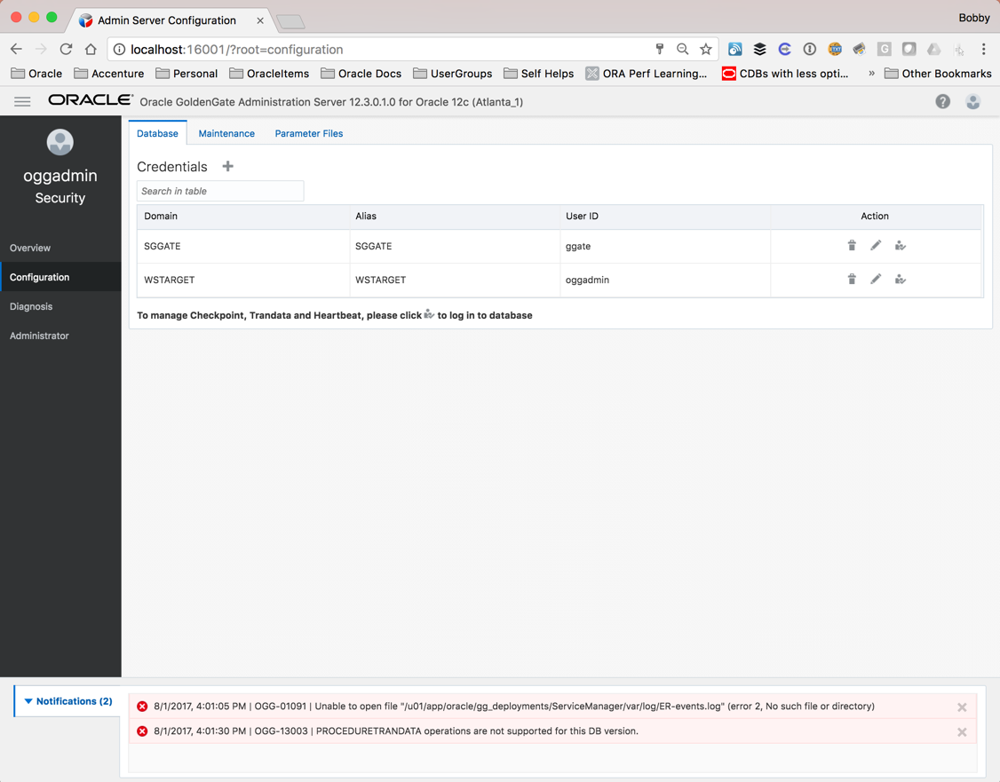 Admin Server Configuration
Bobby
localhost:16001/?root=configuration
Oracle Accenture Personal OracleItems Oracle Docs UserGroups Self Helps ORA Perf Learning... CDBs with less opti... » Other Bookmarks
ORACLE Oracle GoldenGate Administration Server 12.3.0.1.0 for Oracle 12c (Atlanta_1)
oggadmin
Security
Overview
Configuration
Diagnosis
Administrator
Database Maintenance Parameter Files
Credentials
Search in table
Domain Alias User ID Action
SGGATE SGGATE ggate
WSTARGET WSTARGET oggadmin
To manage Checkpoint, Trandata and Heartbeat, please click to log in to database
Notifications (2)
8/1/2017, 4:01:05 PM | OGG-01091 | Unable to open file "/u01/app/oracle/gg_deployments/ServiceManager/var/log/ER-events.log" (error 2, No such file or directory)
8/1/2017, 4:01:30 PM | OGG-13003 | PROCEDURETRANDATA operations are not supported for this DB version.